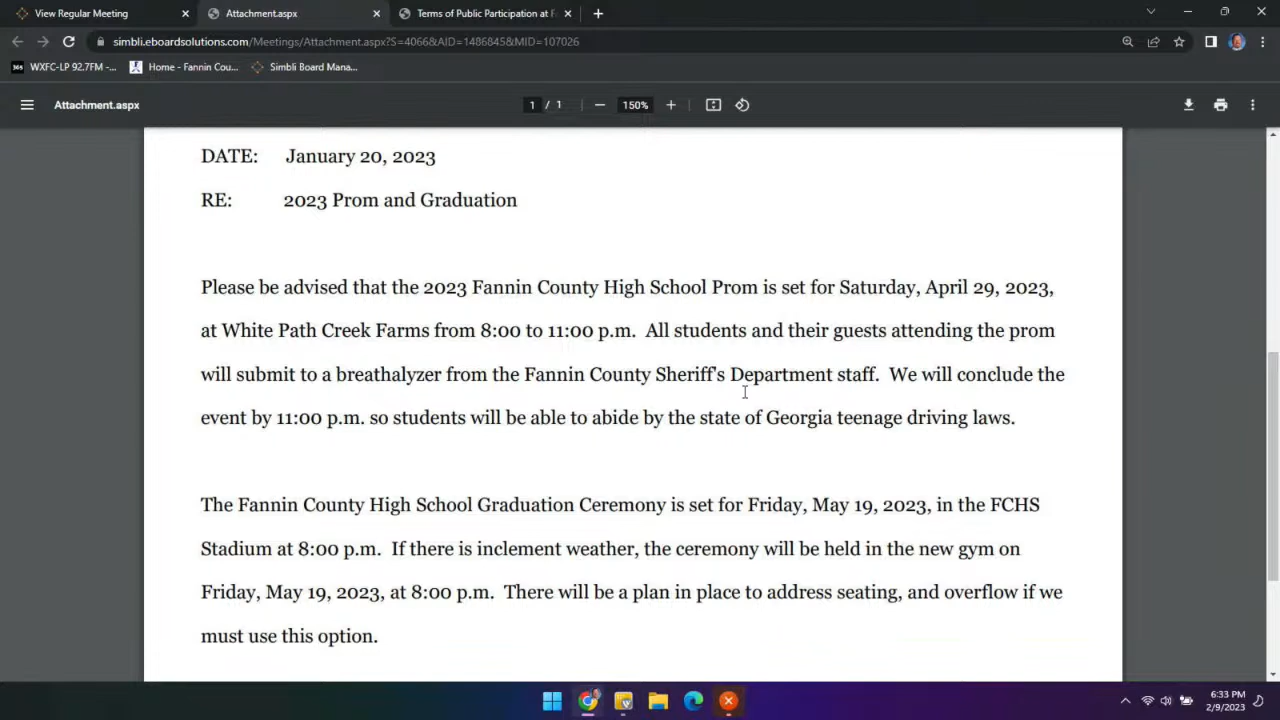 View Regular Meeting
Attachment.aspx
Terms of Public Participation at F
simbli.eboardsolutions.com/Meetings/Attachment.aspx?S=4066&AID=1486845&MID=107026
WXFC-LP 92.7FM -...
Home - Fannin Cou...
Simbli Board Mana...
Attachment.aspx
1 / 1
150%
DATE: January 20, 2023
RE: 2023 Prom and Graduation
Please be advised that the 2023 Fannin County High School Prom is set for Saturday, April 29, 2023,
at White Path Creek Farms from 8:00 to 11:00 p.m. All students and their guests attending the prom
will submit to a breathalyzer from the Fannin County Sheriff's Department staff. We will conclude the
event by 11:00 p.m. so students will be able to abide by the state of Georgia teenage driving laws.
The Fannin County High School Graduation Ceremony is set for Friday, May 19, 2023, in the FCHS
Stadium at 8:00 p.m. If there is inclement weather, the ceremony will be held in the new gym on
Friday, May 19, 2023, at 8:00 p.m. There will be a plan in place to address seating, and overflow if we
must use this option.
6:33 PM
2/9/2023